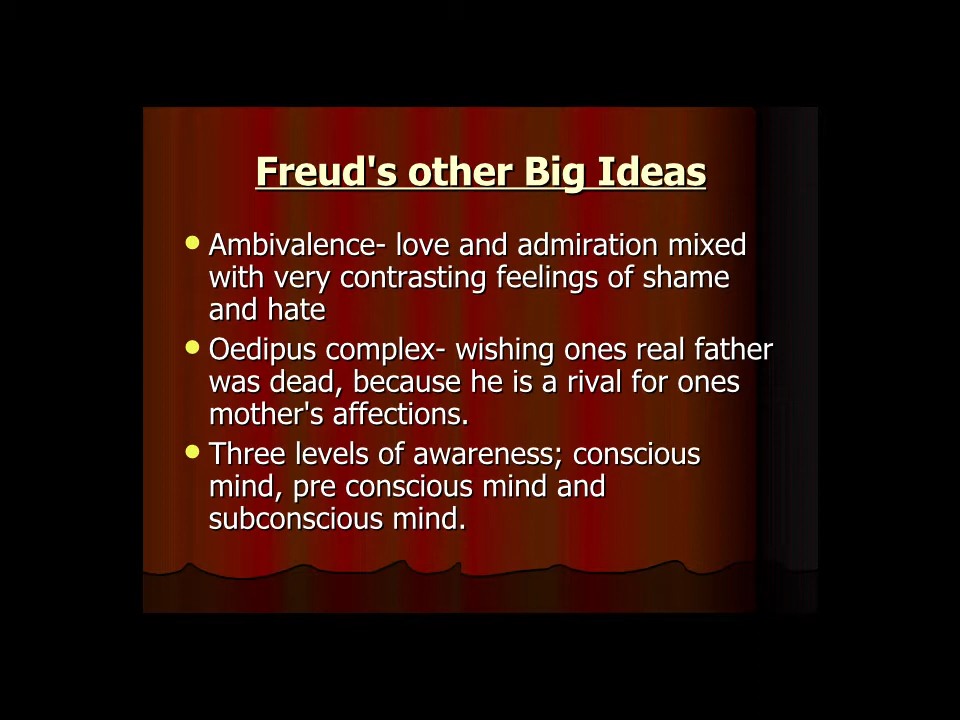 Freud's other Big Ideas
Ambivalence- love and admiration mixed
with very contrasting feelings of shame
and hate
Oedipus complex- wishing ones real father
was dead, because he is a rival for ones
mother's affections.
Three levels of awareness; conscious
mind, pre conscious mind and
subconscious mind.